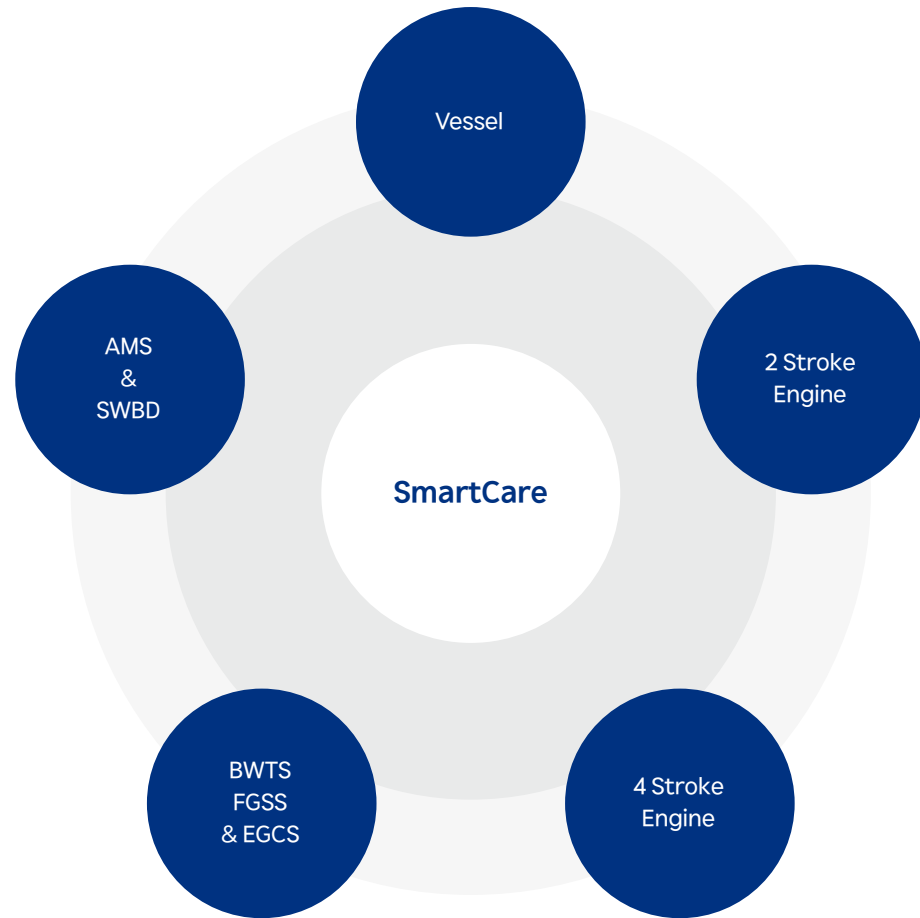 Vessel
AMS
&
SWBD
2 Stroke
Engine
SmartCare
BWTS
FGSS
& EGCS
4 Stroke
Engine